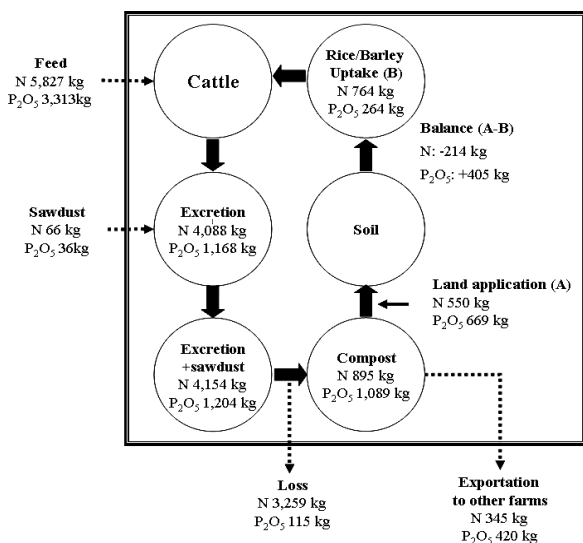 Feed
N 5,827 kg
P2O5 3,313kg
Cattle
Rice/Barley
Uptake (B)
N 764 kg
P2O5 264 kg
Balance (A-B)
N: -214 kg
P2O5: +405 kg
Sawdust
N 66 kg
P2O5 36kg
Excretion
N 4,088 kg
P2O5 1,168 kg
Soil
Land application (A)
N 550 kg
P2O5 669 kg
Excretion
+sawdust
N 4,154 kg
P2O5 1,204 kg
Compost
N 895 kg
P2O5 1,089 kg
Loss
N 3,259 kg
P2O5 115 kg
Exportation
to other farms
N 345 kg
P2O5 420 kg